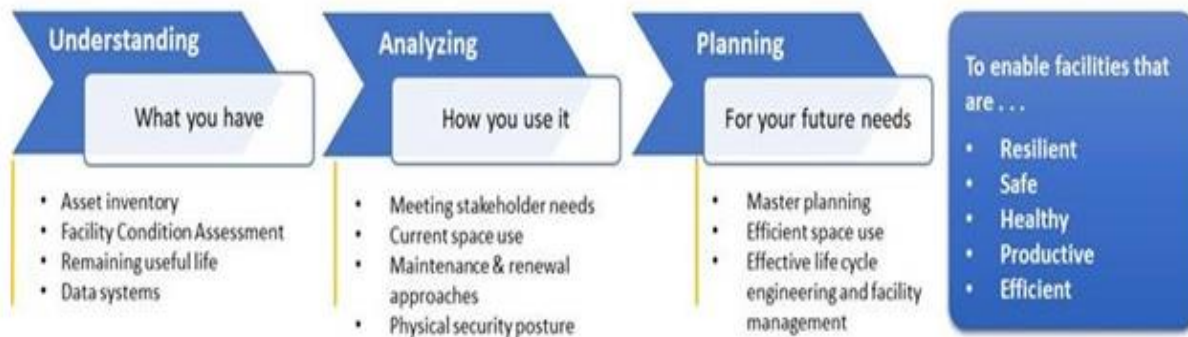 Understanding
What you have
• Asset inventory
• Facility Condition Assessment
• Remaining useful life
• Data systems
Analyzing
How you use it
• Meeting stakeholder needs
• Current space use
• Maintenance & renewal
approaches
• Physical security posture
Planning
For your future needs
• Master planning
• Efficient space use
• Effective life cycle
engineering and facility
management
To enable facilities that
are . . .
• Resilient
• Safe
• Healthy
• Productive
• Efficient